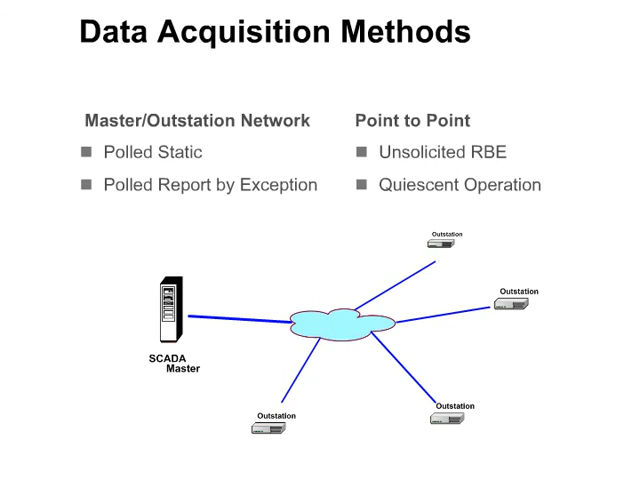 Data Acquisition Methods
Master/Outstation Network
Polled Static
Polled Report by Exception
Point to Point
Unsolicited RBE
Quiescent Operation
Outstation
Outstation
SCADA
Master
Outstation
Outstation